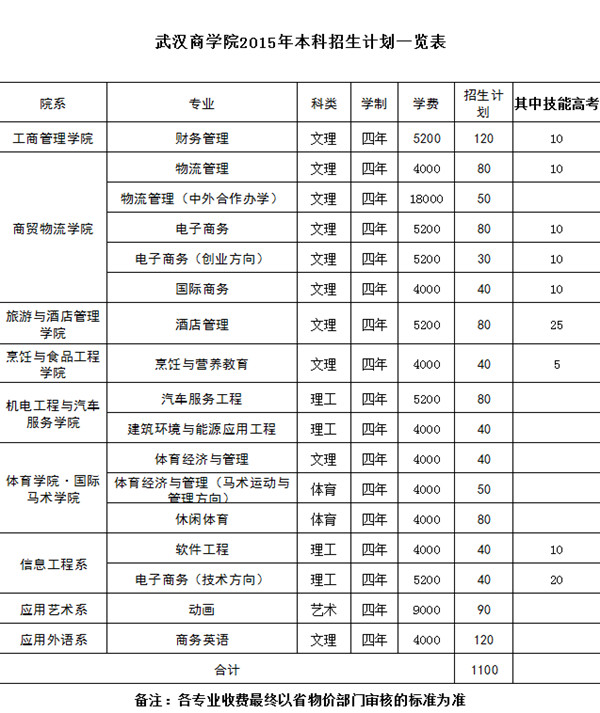 武汉商学院2015年本科招生计划一览表
院系 专业 科类 学制 学费 招生计划 其中技能高考
工商管理学院 财务管理 文理 四年 5200 120 10
商贸物流学院 物流管理 文理 四年 4000 80 10
物流管理（中外合作办学） 文理 四年 18000 50
电子商务 文理 四年 5200 80 10
电子商务（创业方向） 文理 四年 5200 30 10
国际商务 文理 四年 4000 40 10
旅游与酒店管理学院 酒店管理 文理 四年 5200 80 25
烹饪与食品工程学院 烹饪与营养教育 文理 四年 4000 40 5
机电工程与汽车服务学院 汽车服务工程 理工 四年 5200 80
建筑环境与能源应用工程 理工 四年 4000 40
体育学院·国际马术学院 体育经济与管理 文理 四年 4000 40
体育经济与管理（马术运动与管理方向） 体育 四年 4000 50
休闲体育 体育 四年 4000 80
信息工程系 软件工程 理工 四年 4000 40 10
电子商务（技术方向） 理工 四年 5200 40 20
应用艺术系 动画 艺术 四年 9000 90
应用外语系 商务英语 文理 四年 4000 120
合计 1100
备注：各专业收费最终以省物价部门审核的标准为准